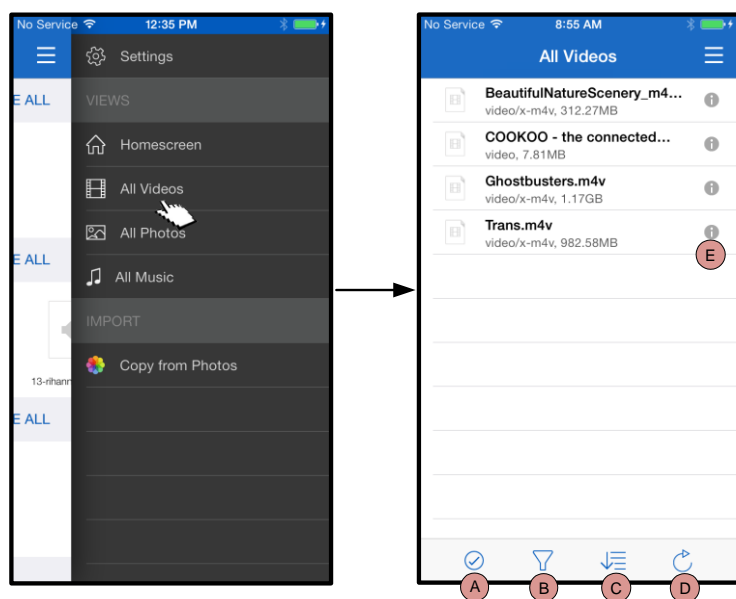 No Service 12:35 PM
Settings
E ALL
VIEWS
Homescreen
All Videos
All Photos
E ALL
All Music
IMPORT
Copy from Photos
13-rihann
E ALL
No Service 8:55 AM
All Videos
BeautifulNatureScenery_m4...
video/x-m4v, 312.27MB
COOKOO - the connected...
video, 7.81MB
Ghostbusters.m4v
video/x-m4v, 1.17GB
Trans.m4v
video/x-m4v, 982.58MB
E
A B C D